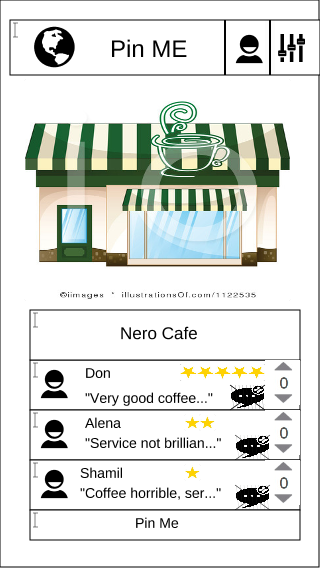 Pin ME
©iimages * illustrationsOf.com/1122535
Nero Cafe
Don
0
"Very good coffee..."
Alena
0
"Service not brillian..."
Shamil
0
"Coffee horrible, ser..."
Pin Me